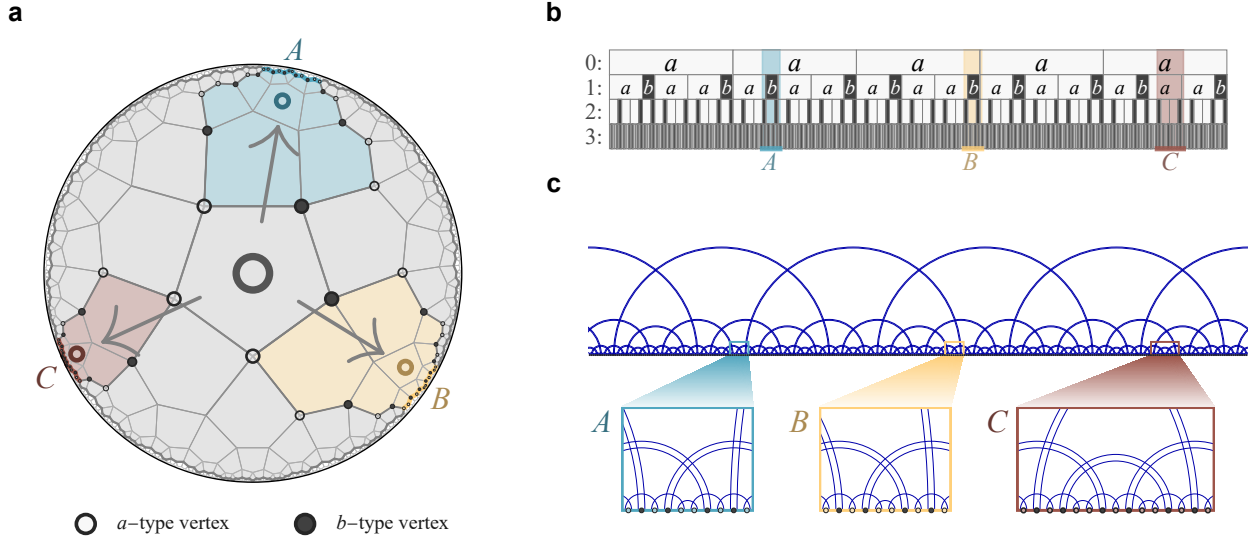 a
b
A
0: a a a a a
1: a b a a b a b a a b a a b a b a b a a b a b a a b
2:
3:
A B C
c
C
B
A B C
a–type vertex b–type vertex